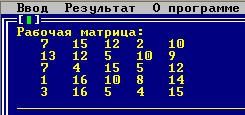 Ввод Результат О программе
Рабочая матрица:
7 15 12 2 10
13 12 5 10 9
7 4 15 5 12
1 16 10 8 14
3 16 5 4 15